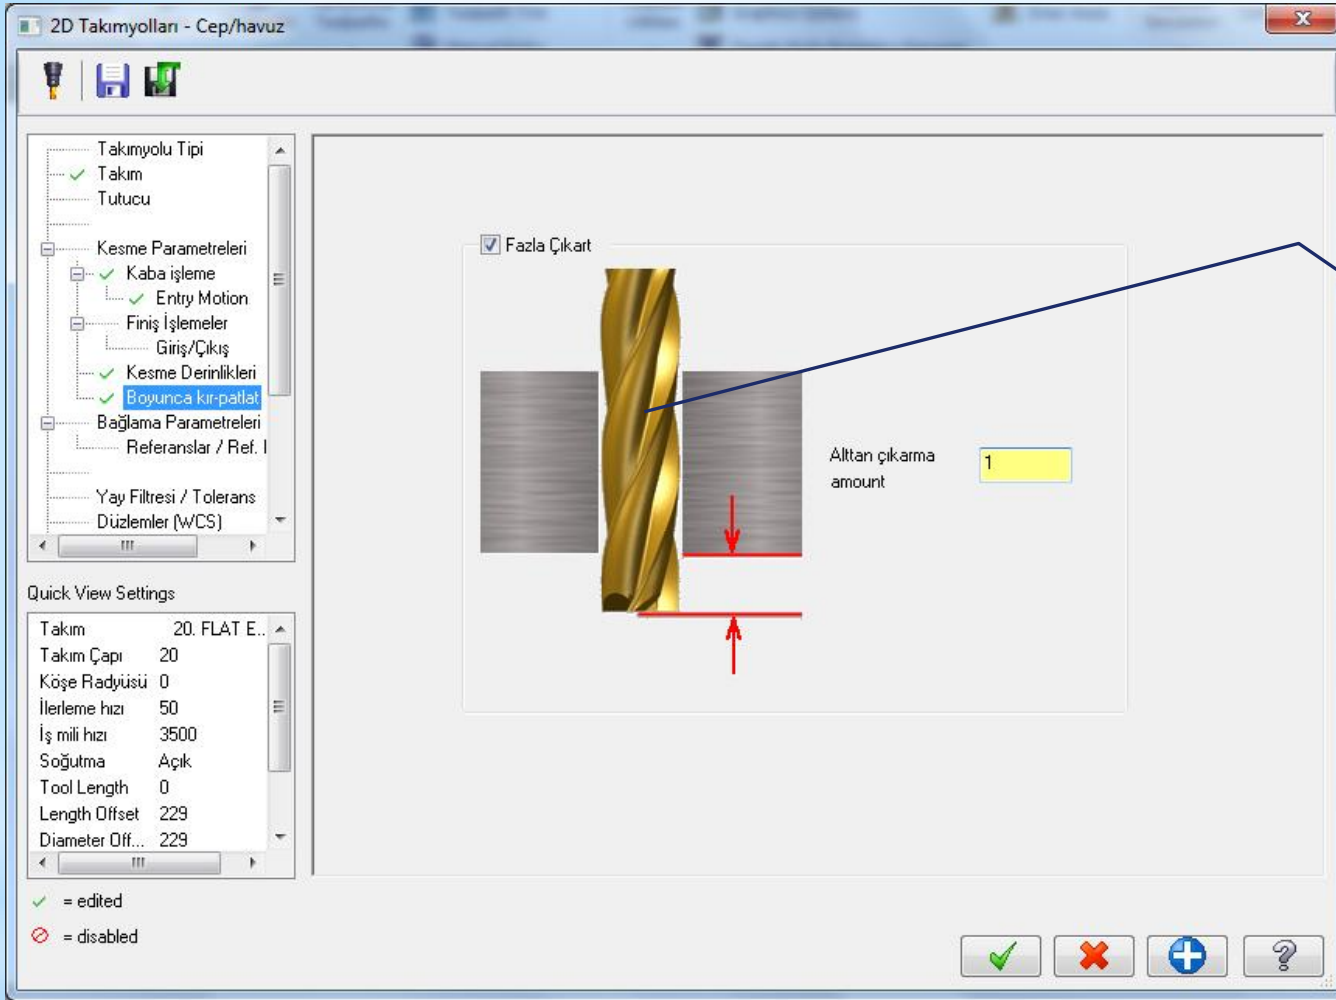 2D Takımyolları - Cep/havuz
Takımyolu Tipi
Takım
Tutucu
Kesme Parametreleri
Kaba işleme
Entry Motion
Finiş İşlemeler
Giriş/Çıkış
Kesme Derinlikleri
Boyunca kır-patlat
Bağlama Parametreleri
Referanslar / Ref. I
Yay Filtresi / Tolerans
Düzlemler (WCS)
Fazla Çıkart
Alttan çıkarma
amount
1
Quick View Settings
Takım 20. FLAT E...
Takım Çapı 20
Köşe Radyüsü 0
İlerleme hızı 50
İş mili hızı 3500
Soğutma Açık
Tool Length 0
Length Offset 229
Diameter Off... 229
= edited
= disabled